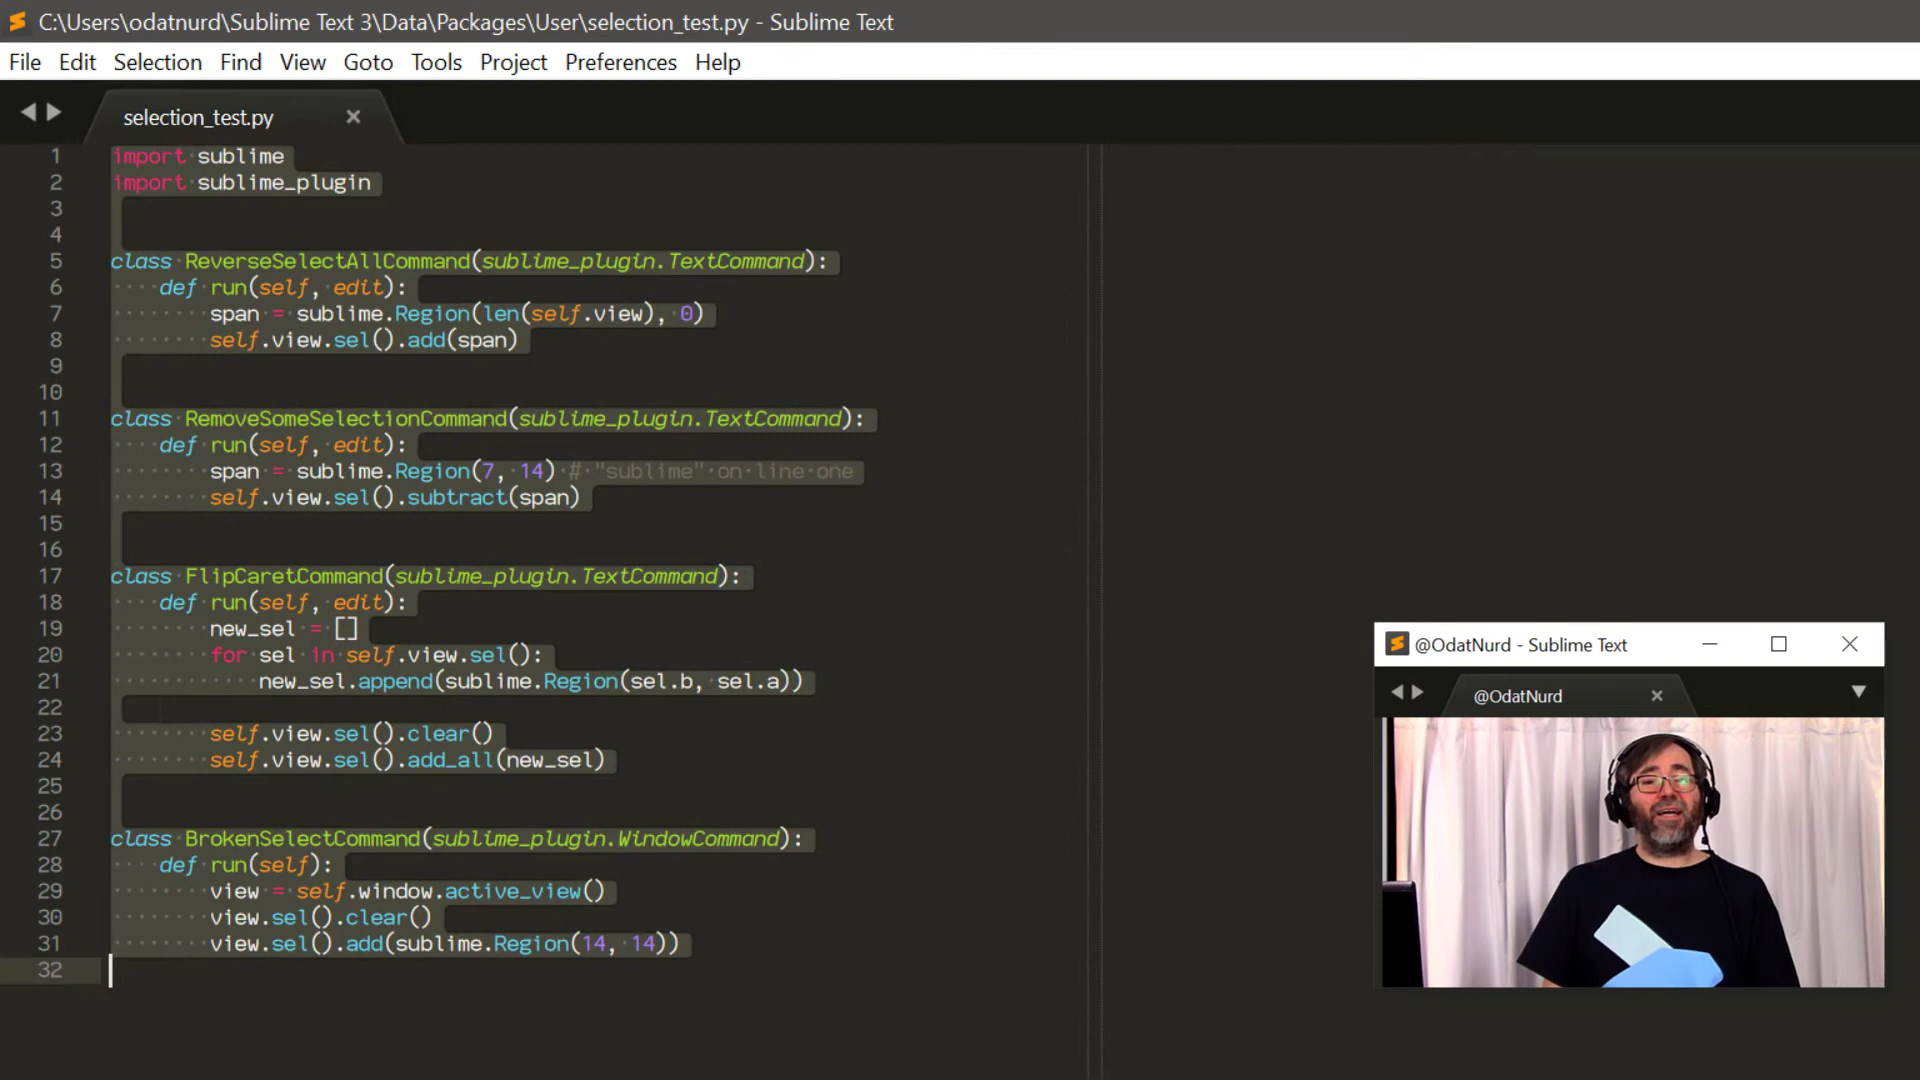 C:\Users\odatnurd\Sublime Text 3\Data\Packages\User\selection_test.py - Sublime Text
File Edit Selection Find View Goto Tools Project Preferences Help
selection_test.py
1 import sublime
2 import sublime_plugin
3
4
5 class ReverseSelectAllCommand(sublime_plugin.TextCommand):
6     def run(self, edit):
7         span = sublime.Region(len(self.view), 0)
8         self.view.sel().add(span)
9
10
11 class RemoveSomeSelectionCommand(sublime_plugin.TextCommand):
12     def run(self, edit):
13         span = sublime.Region(7, 14) # "sublime" on line one
14         self.view.sel().subtract(span)
15
16
17 class FlipCaretCommand(sublime_plugin.TextCommand):
18     def run(self, edit):
19         new_sel = []
20         for sel in self.view.sel():
21             new_sel.append(sublime.Region(sel.b, sel.a))
22
23         self.view.sel().clear()
24         self.view.sel().add_all(new_sel)
25
26
27 class BrokenSelectCommand(sublime_plugin.WindowCommand):
28     def run(self):
29         view = self.window.active_view()
30         view.sel().clear()
31         view.sel().add(sublime.Region(14, 14))
32
@OdatNurd - Sublime Text
@OdatNurd